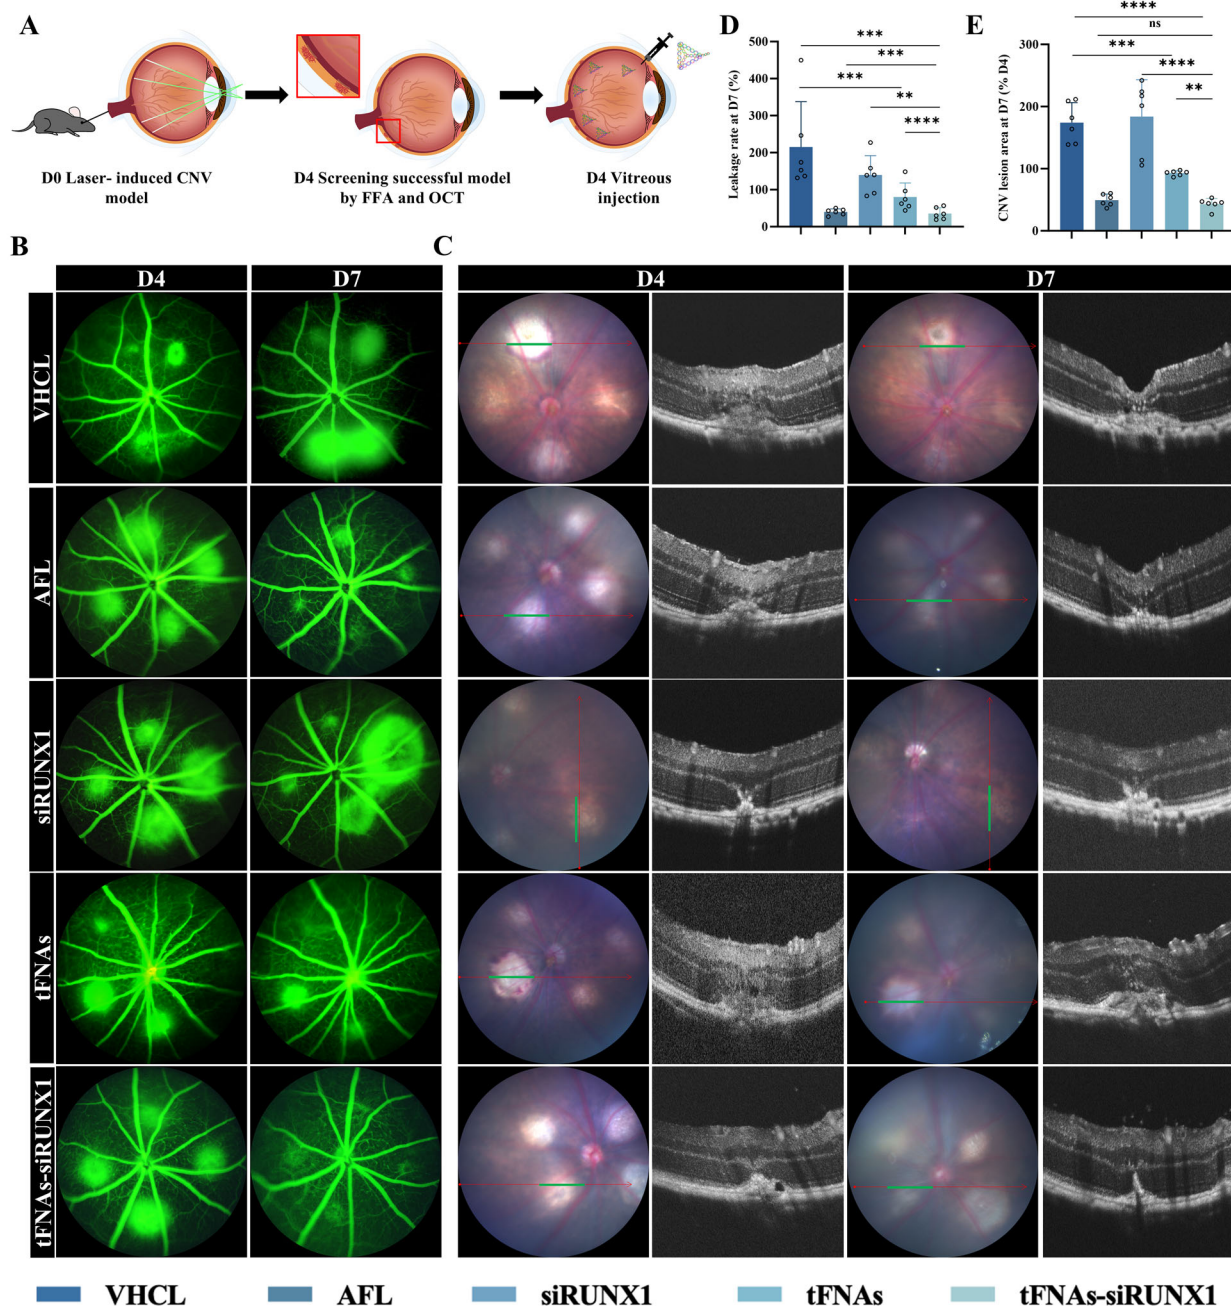 A
D0 Laser- induced CNV
model
D4 Screening successful model
by FFA and OCT
D4 Vitreous
injection
D
Leakage rate at D7 (%)
500
400
300
200
100
0
***
***
***
**
****
E
CNV lesion area at D7 (% D4)
300
200
100
0
****
ns
***
****
**
B
D4
D7
C
D4
D7
VHCL
AFL
siRUNX1
tFNAs
tFNAs-siRUNX1
VHCL
AFL
siRUNX1
tFNAs
tFNAs-siRUNX1